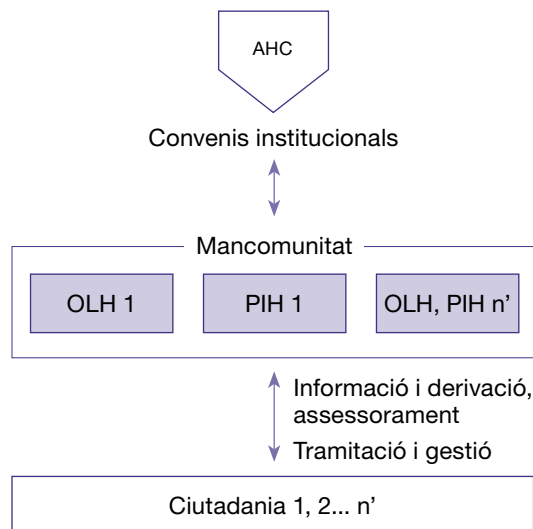 AHC
Convenis institucionals
Mancomunitat
OLH 1
PIH 1
OLH, PIH n’
Informació i derivació,
assessorament
Tramitació i gestió
Ciutadania 1, 2... n’